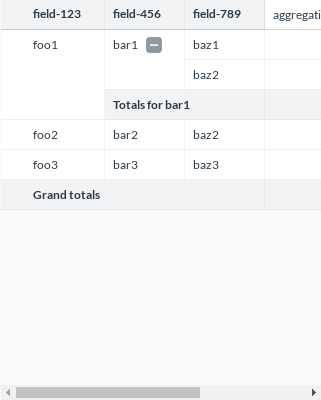 field-123 field-456 field-789 aggregati
foo1 bar1 baz1
baz2
Totals for bar1
foo2 bar2 baz2
foo3 bar3 baz3
Grand totals